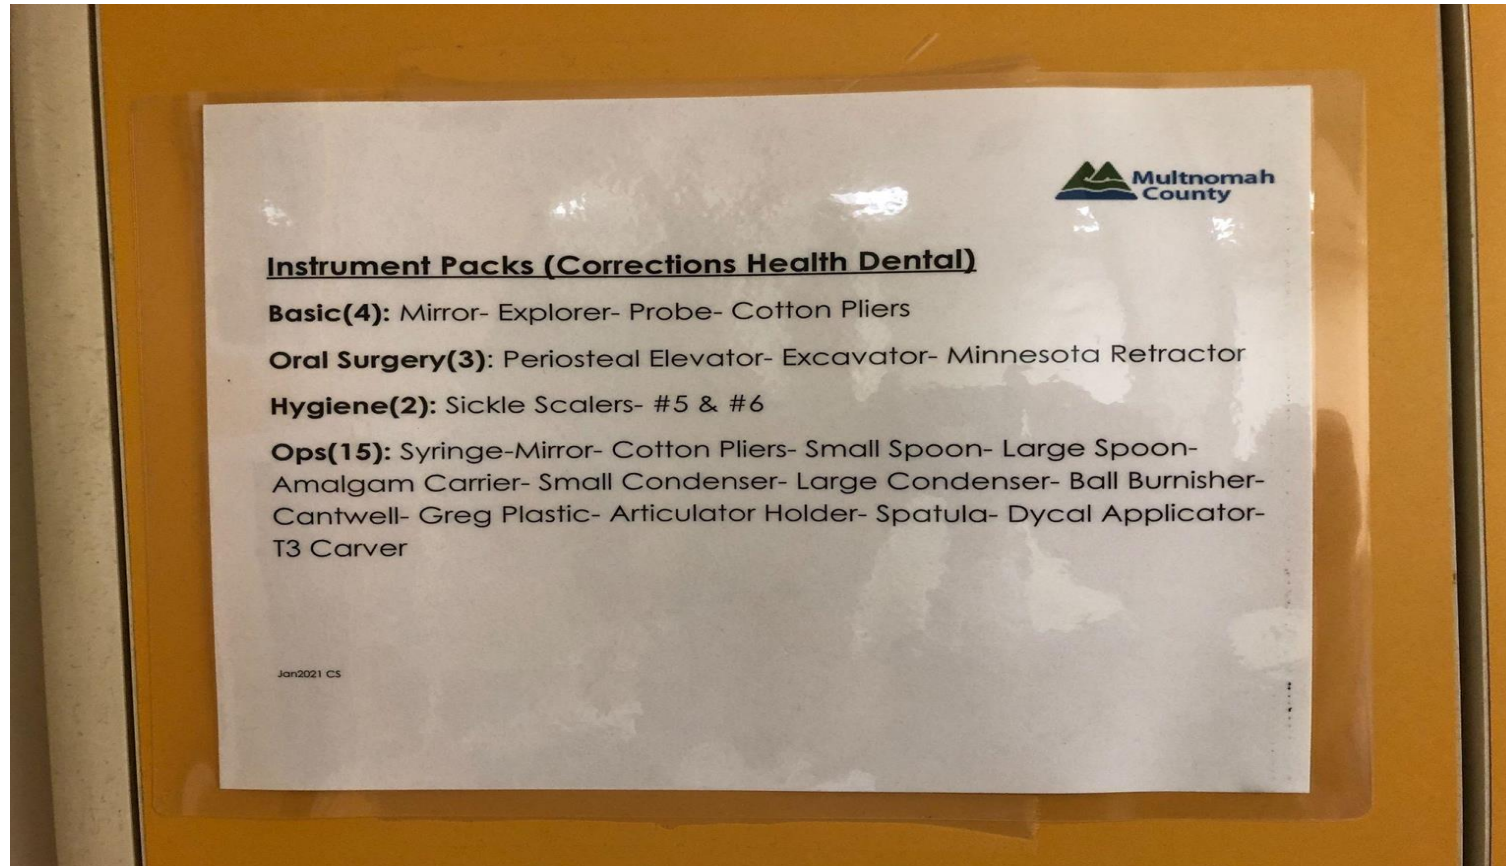 Multnomah
County
Instrument Packs (Corrections Health Dental)
Basic(4): Mirror- Explorer- Probe- Cotton Pliers
Oral Surgery(3): Periosteal Elevator- Excavator- Minnesota Retractor
Hygiene(2): Sickle Scalers- #5 & #6
Ops(15): Syringe-Mirror- Cotton Pliers- Small Spoon- Large Spoon-
Amalgam Carrier- Small Condenser- Large Condenser- Ball Burnisher-
Cantwell- Greg Plastic- Articulator Holder- Spatula- Dycal Applicator-
T3 Carver
Jan2021 CS